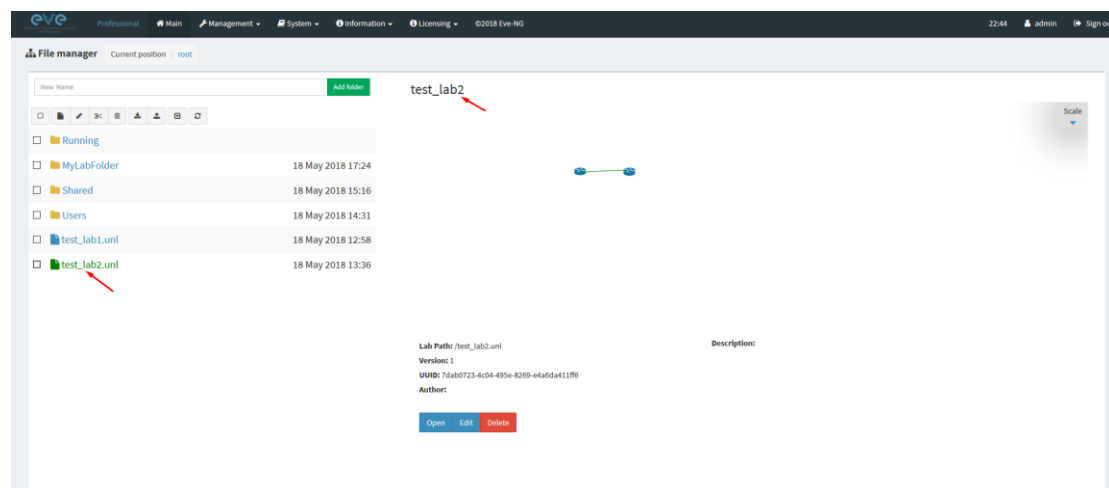 eve Professional Main Management System Information Licensing ©2018 Eve-NG 22:44 admin Sign ou
File manager Current position / root
New Name Add folder
test_lab2
Scale
Running
MyLabFolder 18 May 2018 17:24
Shared 18 May 2018 15:16
Users 18 May 2018 14:31
test_lab1.unl 18 May 2018 12:58
test_lab2.unl 18 May 2018 13:36
Lab Path: /test_lab2.unl
Description:
Version: 1
UUID: 7dab0723-4c04-495e-8269-e4a6da411ff6
Author:
Open Edit Delete